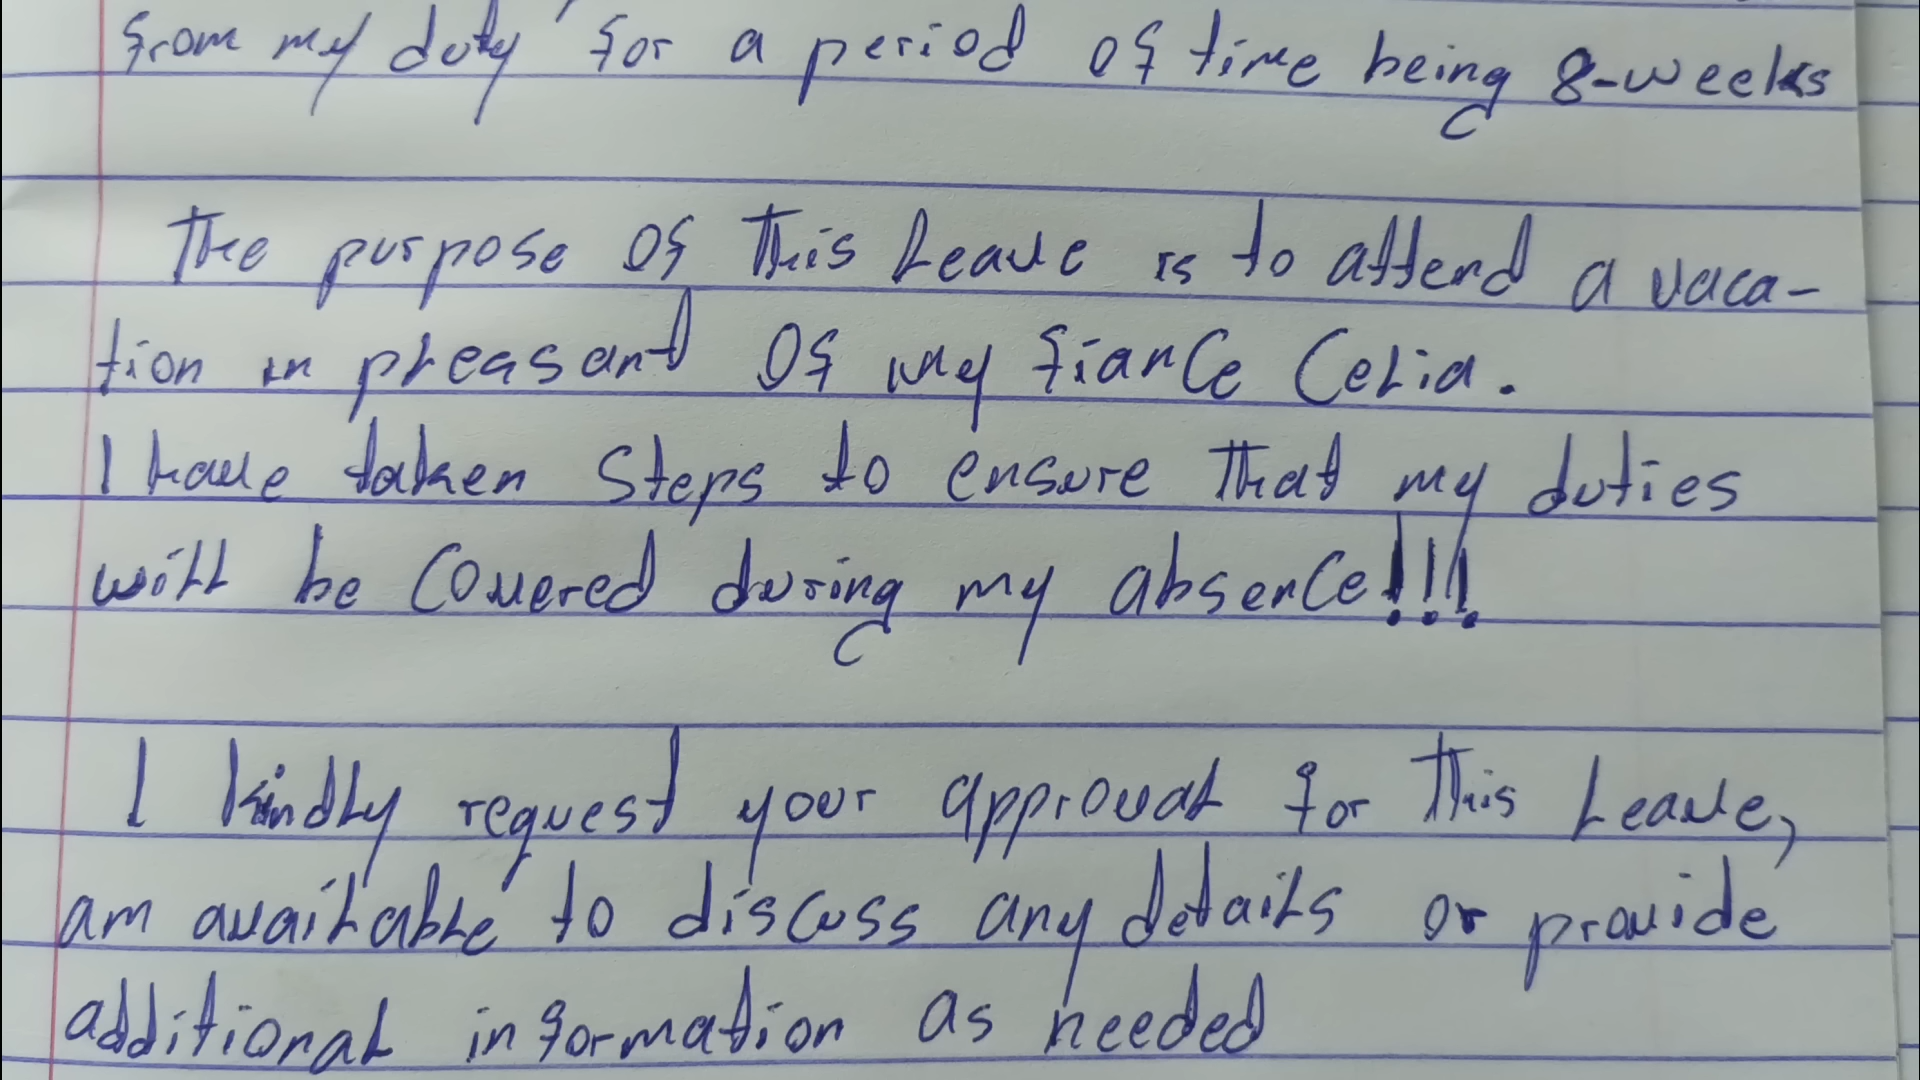 from my duty for a period of time being 8-weeks
The purpose of This Leave is to attend a vaca-
tion in pleasant of my fiance Celia.
I have taken Steps to ensure That my duties
will be Covered during my absence!!!
I kindly request your approval for This Leave,
am available to discuss any details or provide
additional information as needed